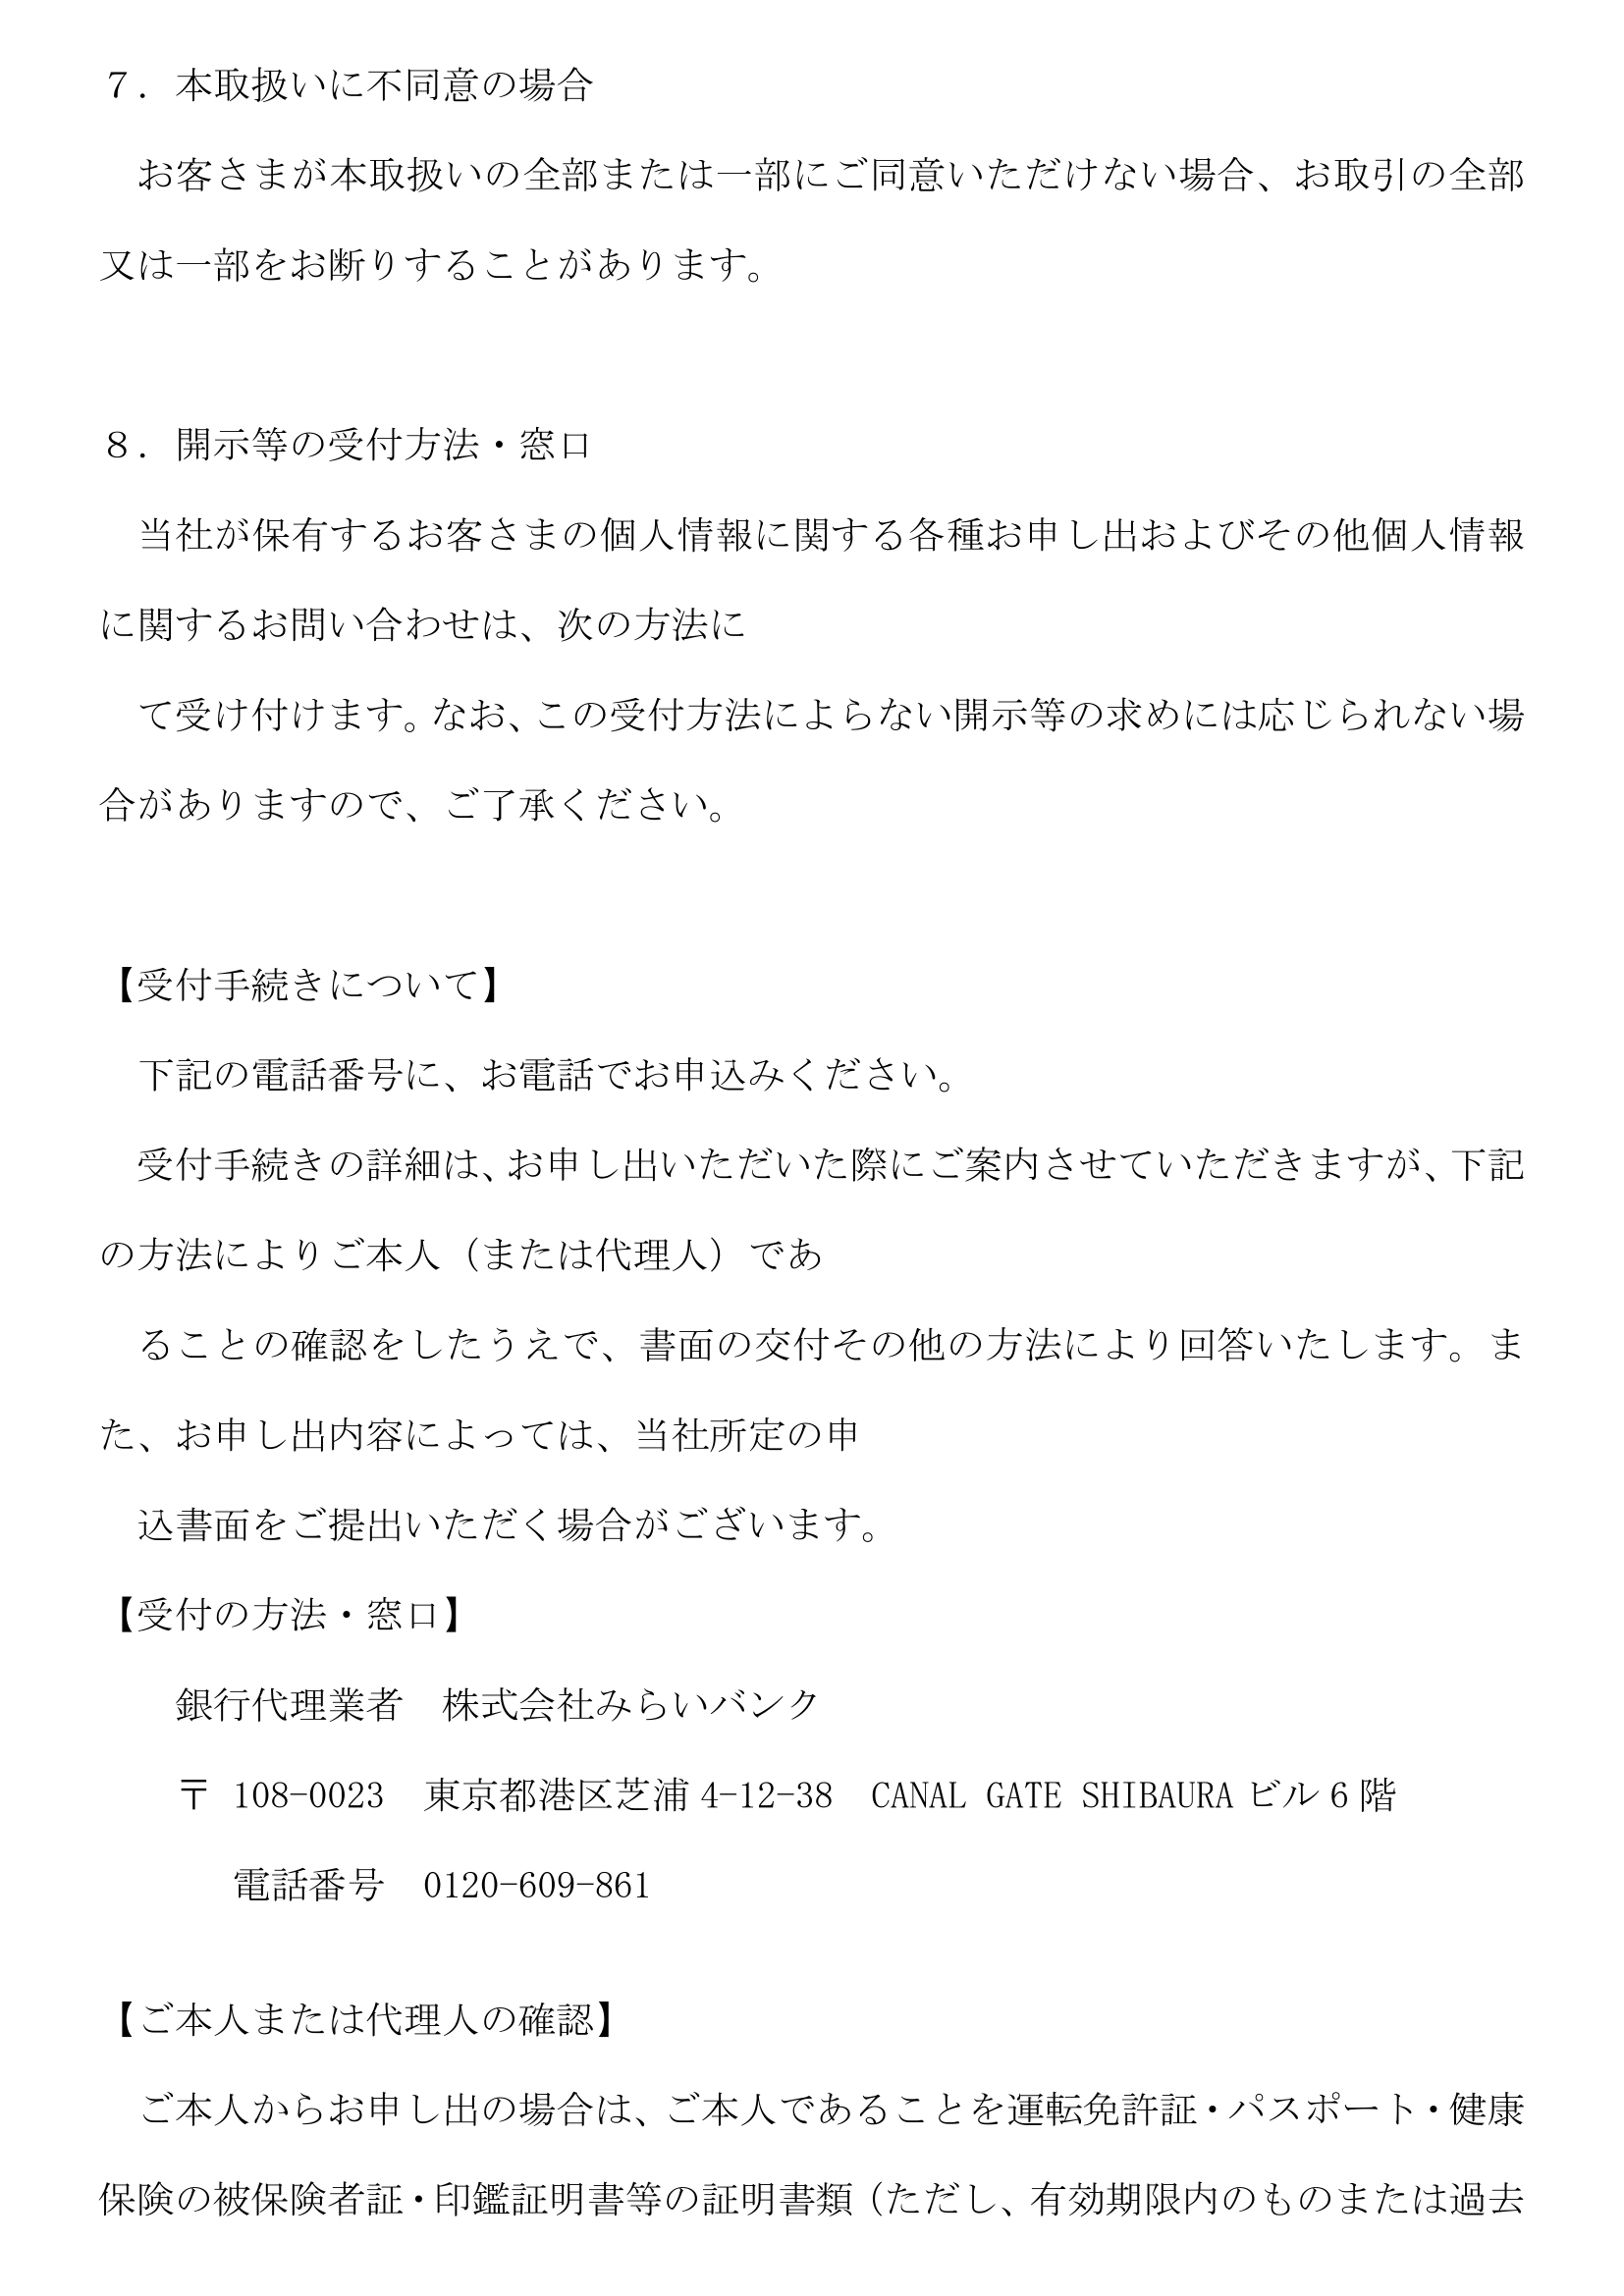 ７．本取扱いに不同意の場合
　お客さまが本取扱いの全部または一部にご同意いただけない場合、お取引の全部
又は一部をお断りすることがあります。
８．開示等の受付方法・窓口
　当社が保有するお客さまの個人情報に関する各種お申し出およびその他個人情報
に関するお問い合わせは、次の方法に
　て受け付けます。なお、この受付方法によらない開示等の求めには応じられない場
合がありますので、ご了承ください。
【受付手続きについて】
　下記の電話番号に、お電話でお申込みください。
　受付手続きの詳細は、お申し出いただいた際にご案内させていただきますが、下記
の方法によりご本人（または代理人）であ
　ることの確認をしたうえで、書面の交付その他の方法により回答いたします。ま
た、お申し出内容によっては、当社所定の申
　込書面をご提出いただく場合がございます。
【受付の方法・窓口】
　　銀行代理業者　株式会社みらいバンク
　　〒 108-0023　東京都港区芝浦 4-12-38　CANAL GATE SHIBAURA ビル 6 階
　　　 電話番号　0120-609-861
【ご本人または代理人の確認】
　ご本人からお申し出の場合は、ご本人であることを運転免許証・パスポート・健康
保険の被保険者証・印鑑証明書等の証明書類（ただし、有効期限内のものまたは過去